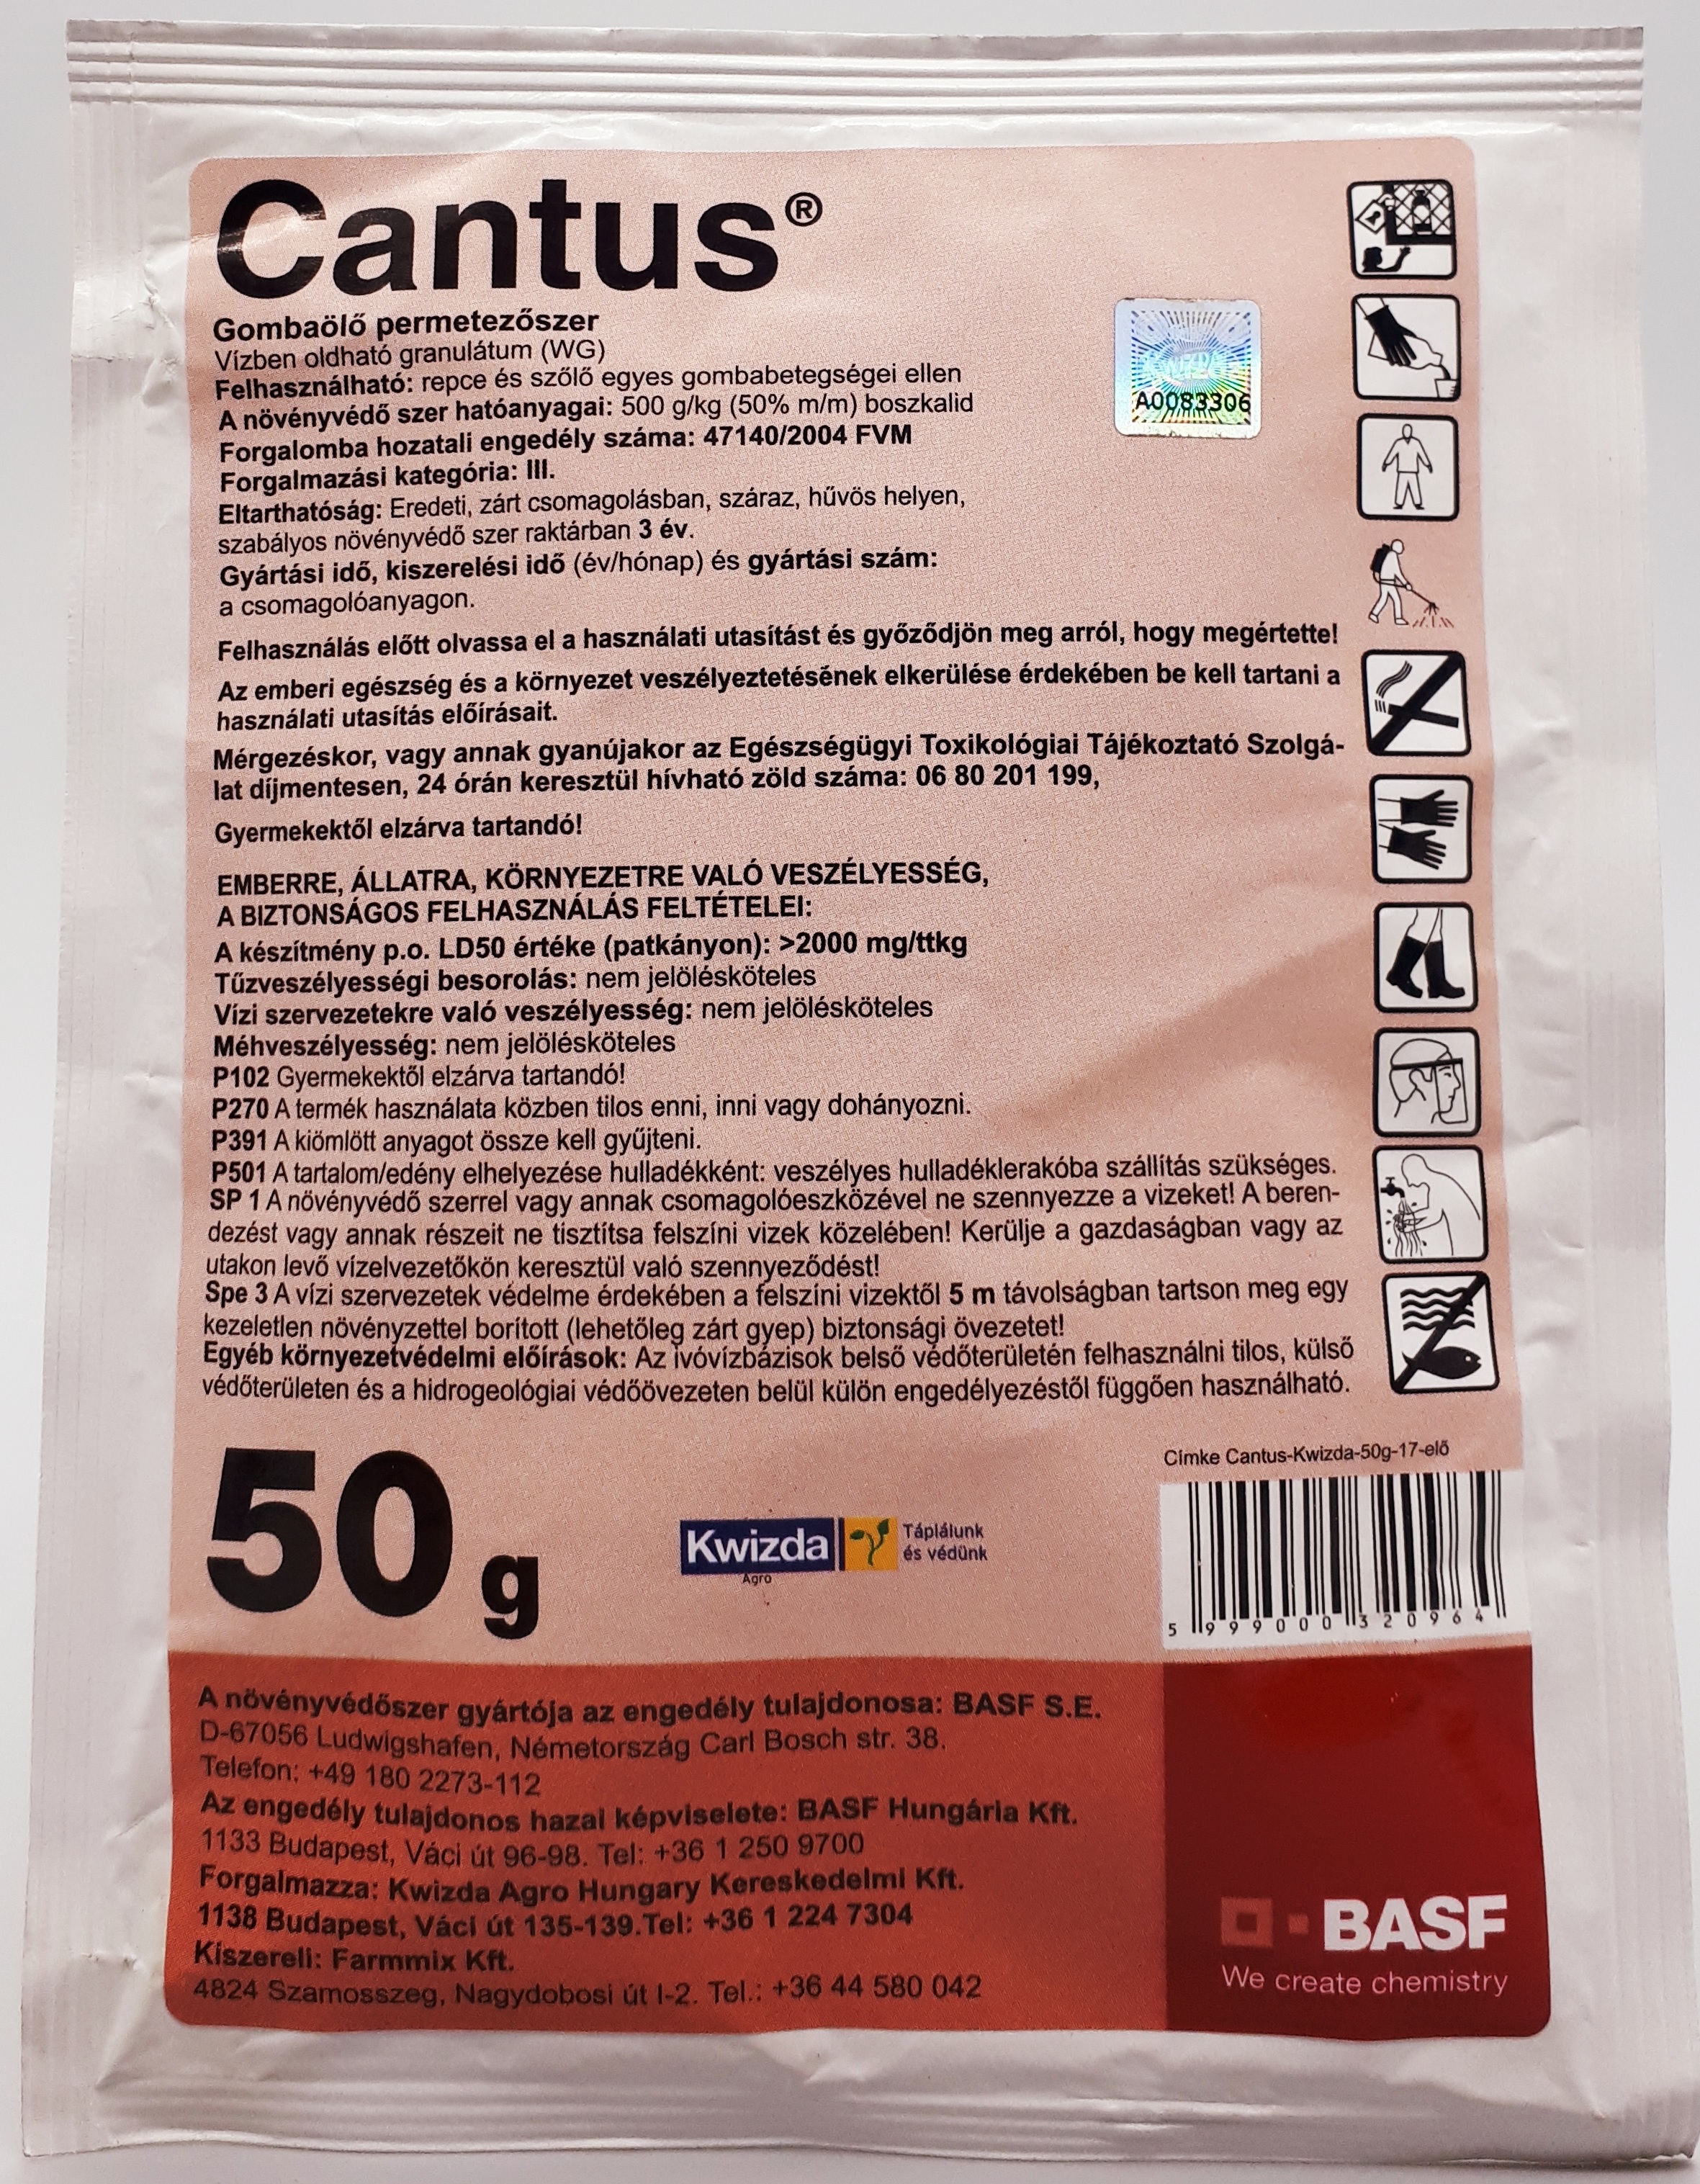 Cantus®
Gombaölő permetezőszer
Vízben oldható granulátum (WG)
Felhasználható: repce és szőlő egyes gombabetegségei ellen
A növényvédő szer hatóanyagai: 500 g/kg (50% m/m) boszkalid
Forgalomba hozatali engedély száma: 47140/2004 FVM
Forgalmazási kategória: III.
Eltarthatóság: Eredeti, zárt csomagolásban, száraz, hűvös helyen,
szabályos növényvédő szer raktárban 3 év.
Gyártási idő, kiszerelési idő (év/hónap) és gyártási szám:
a csomagolóanyagon.
KWIZDA
A0083306
Felhasználás előtt olvassa el a használati utasítást és győződjön meg arról, hogy megértette!
Az emberi egészség és a környezet veszélyeztetésének elkerülése érdekében be kell tartani a
használati utasítás előírásait.
Mérgezéskor, vagy annak gyanújakor az Egészségügyi Toxikológiai Tájékoztató Szolgá-
lat díjmentesen, 24 órán keresztül hívható zöld száma: 06 80 201 199,
Gyermekektől elzárva tartandó!
EMBERRE, ÁLLATRA, KÖRNYEZETRE VALÓ VESZÉLYESSÉG,
A BIZTONSÁGOS FELHASZNÁLÁS FELTÉTELEI:
A készítmény p.o. LD50 értéke (patkányon): >2000 mg/ttkg
Tűzveszélyességi besorolás: nem jelölésköteles
Vízi szervezetekre való veszélyesség: nem jelölésköteles
Méhveszélyesség: nem jelölésköteles
P102 Gyermekektől elzárva tartandó!
P270 A termék használata közben tilos enni, inni vagy dohányozni.
P391 A kiömlött anyagot össze kell gyűjteni.
P501 A tartalom/edény elhelyezése hulladékként: veszélyes hulladéklerakóba szállítás szükséges.
SP 1 A növényvédő szerrel vagy annak csomagolóeszközével ne szennyezze a vizeket! A beren-
dezést vagy annak részeit ne tisztítsa felszíni vizek közelében! Kerülje a gazdaságban vagy az
utakon levő vízelvezetőkön keresztül való szennyeződést!
Spe 3 A vízi szervezetek védelme érdekében a felszíni vizektől 5 m távolságban tartson meg egy
kezeletlen növényzettel borított (lehetőleg zárt gyep) biztonsági övezetet!
Egyéb környezetvédelmi előírások: Az ivóvízbázisok belső védőterületén felhasználni tilos, külső
védőterületen és a hidrogeológiai védőövezeten belül külön engedélyezéstől függően használható.
50 g
Kwizda
Agro
Táplálunk
és védünk
Címke Cantus-Kwizda-50g-17-elő
5 999000 320964
A növényvédőszer gyártója az engedély tulajdonosa: BASF S.E.
D-67056 Ludwigshafen, Németország Carl Bosch str. 38.
Telefon: +49 180 2273-112
Az engedély tulajdonos hazai képviselete: BASF Hungária Kft.
1133 Budapest, Váci út 96-98. Tel: +36 1 250 9700
Forgalmazza: Kwizda Agro Hungary Kereskedelmi Kft.
1138 Budapest, Váci út 135-139.Tel: +36 1 224 7304
Kiszereli: Farmmix Kft.
4824 Szamosszeg, Nagydobosi út I-2. Tel.: +36 44 580 042
BASF
We create chemistry